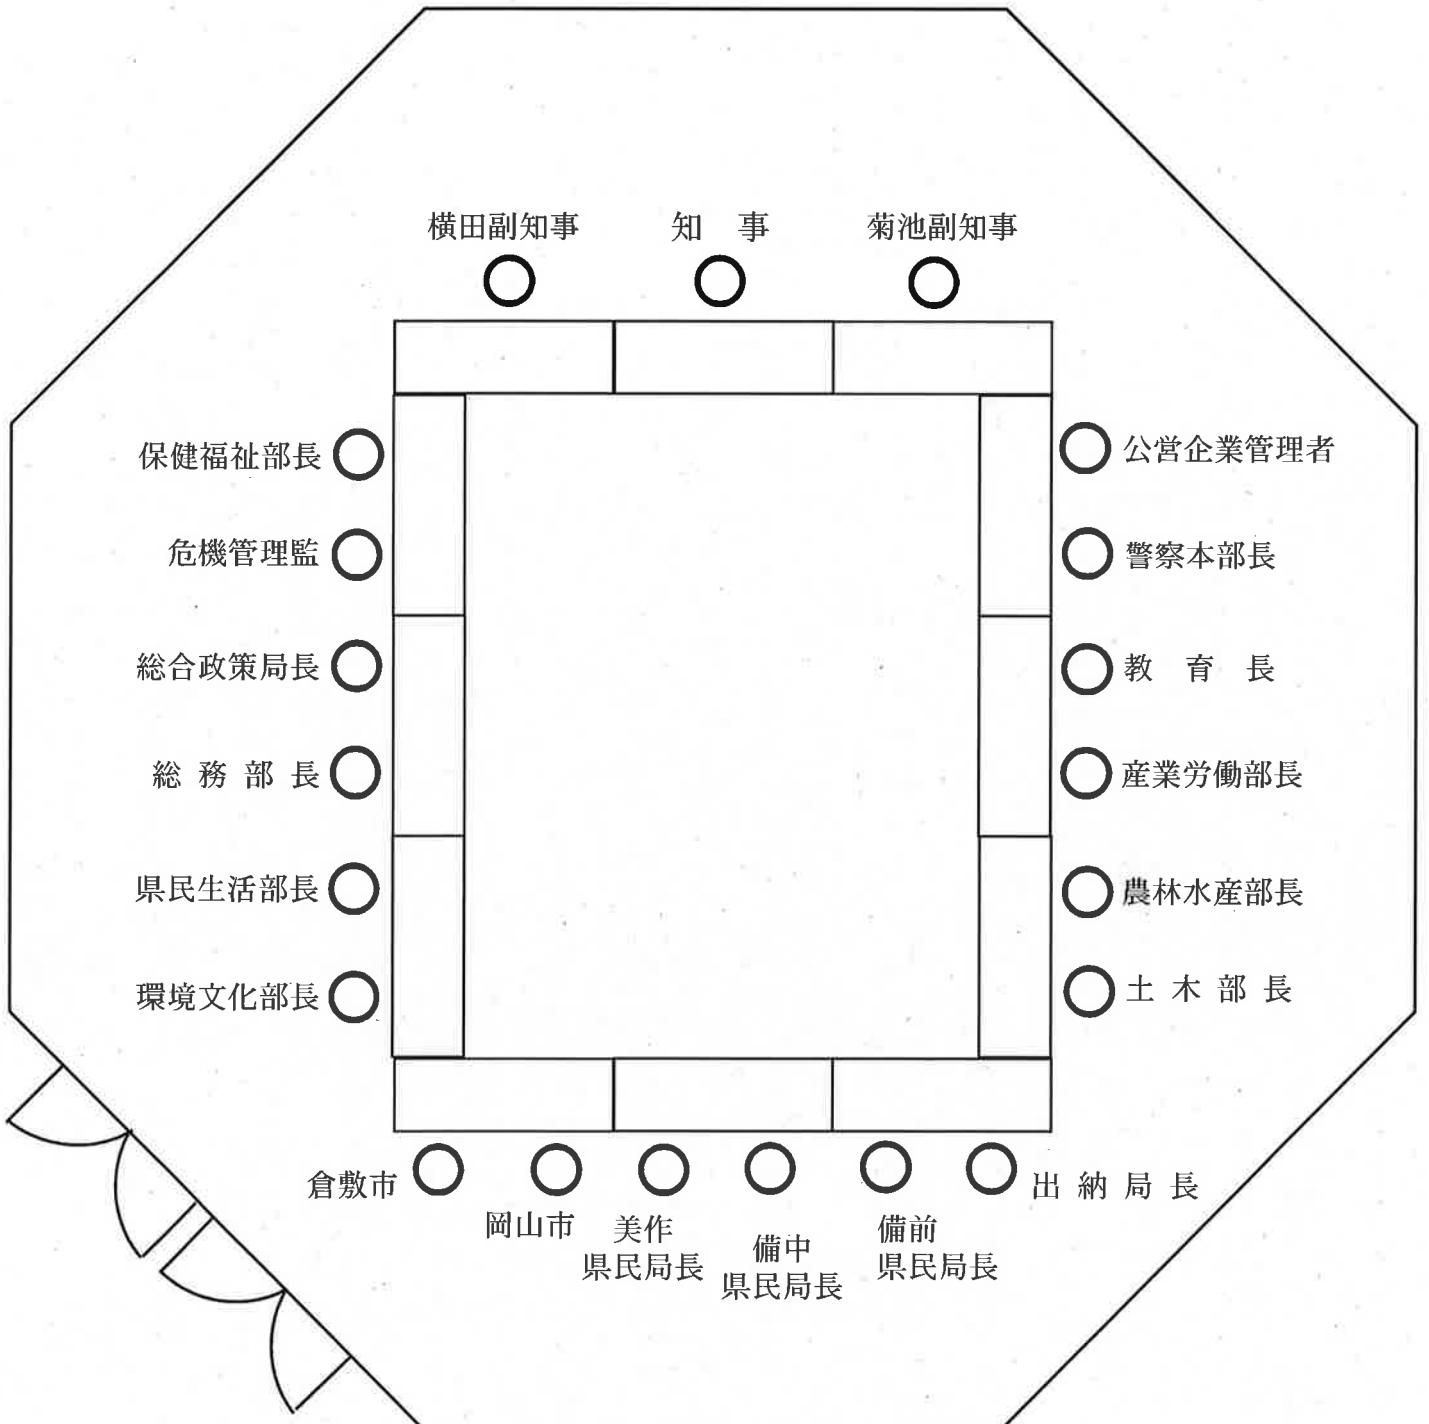 横田副知事
知　事
菊池副知事
保健福祉部長
公営企業管理者
危機管理監
警察本部長
総合政策局長
教　育　長
総 務 部 長
産業労働部長
県民生活部長
農林水産部長
環境文化部長
土 木 部 長
倉敷市
岡山市
美作
県民局長
備中
県民局長
備前
県民局長
出 納 局 長